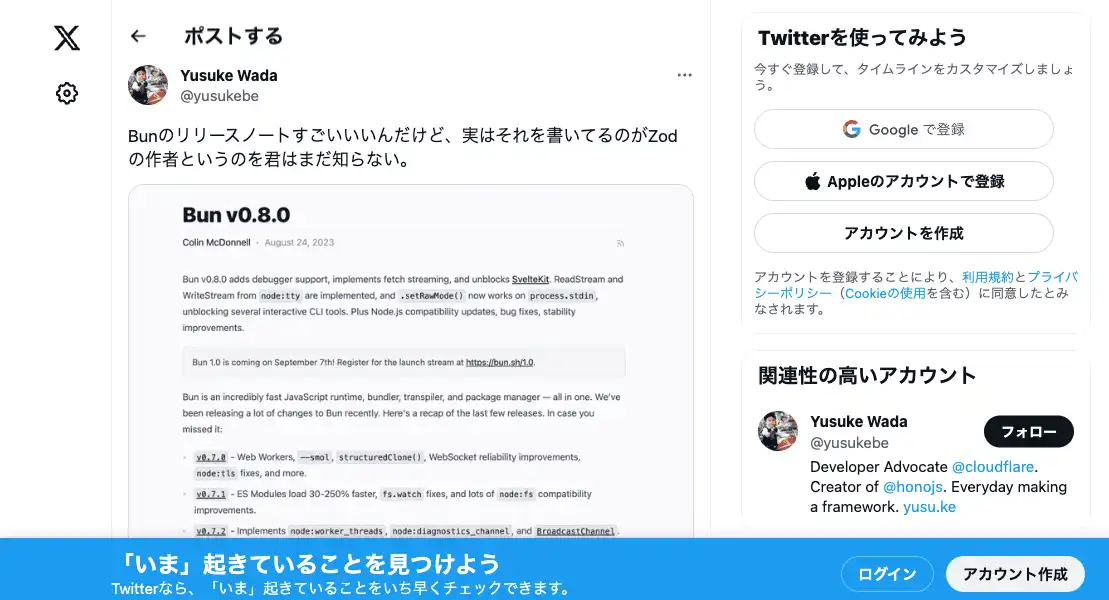 ポストする
Yusuke Wada
@yusukebe
Bunのリリースノートすごいいいんだけど、実はそれを書いてるのがZod
の作者というのを君はまだ知らない。
Bun v0.8.0
Colin McDonnell · August 24, 2023
Bun v0.8.0 adds debugger support, implements fetch streaming, and unblocks SvelteKit. ReadStream and
WriteStream from node:tty are implemented, and .setRawMode() now works on process.stdin,
unblocking several interactive CLI tools. Plus Node.js compatibility updates, bug fixes, stability
improvements.
Bun 1.0 is coming on September 7th! Register for the launch stream at https://bun.sh/1.0.
Bun is an incredibly fast JavaScript runtime, bundler, transpiler, and package manager — all in one. We've
been releasing a lot of changes to Bun recently. Here's a recap of the last few releases. In case you
missed it:
v0.7.0 - Web Workers, --smol, structuredClone(), WebSocket reliability improvements,
node:tls fixes, and more.
v0.7.1 - ES Modules load 30-250% faster, fs.watch fixes, and lots of node:fs compatibility
improvements.
v0.7.2 - Implements node:worker_threads, node:diagnostics_channel, and BroadcastChannel.
Twitterを使ってみよう
今すぐ登録して、タイムラインをカスタマイズしましょ
う。
Google で登録
Appleのアカウントで登録
アカウントを作成
アカウントを登録することにより、利用規約とプライバ
シーポリシー（Cookieの使用を含む）に同意したとみ
なされます。
関連性の高いアカウント
Yusuke Wada
@yusukebe
フォロー
Developer Advocate @cloudflare.
Creator of @honojs. Everyday making
a framework. yusu.ke
「いま」起きていることを見つけよう
Twitterなら、「いま」起きていることをいち早くチェックできます。
ログイン
アカウント作成